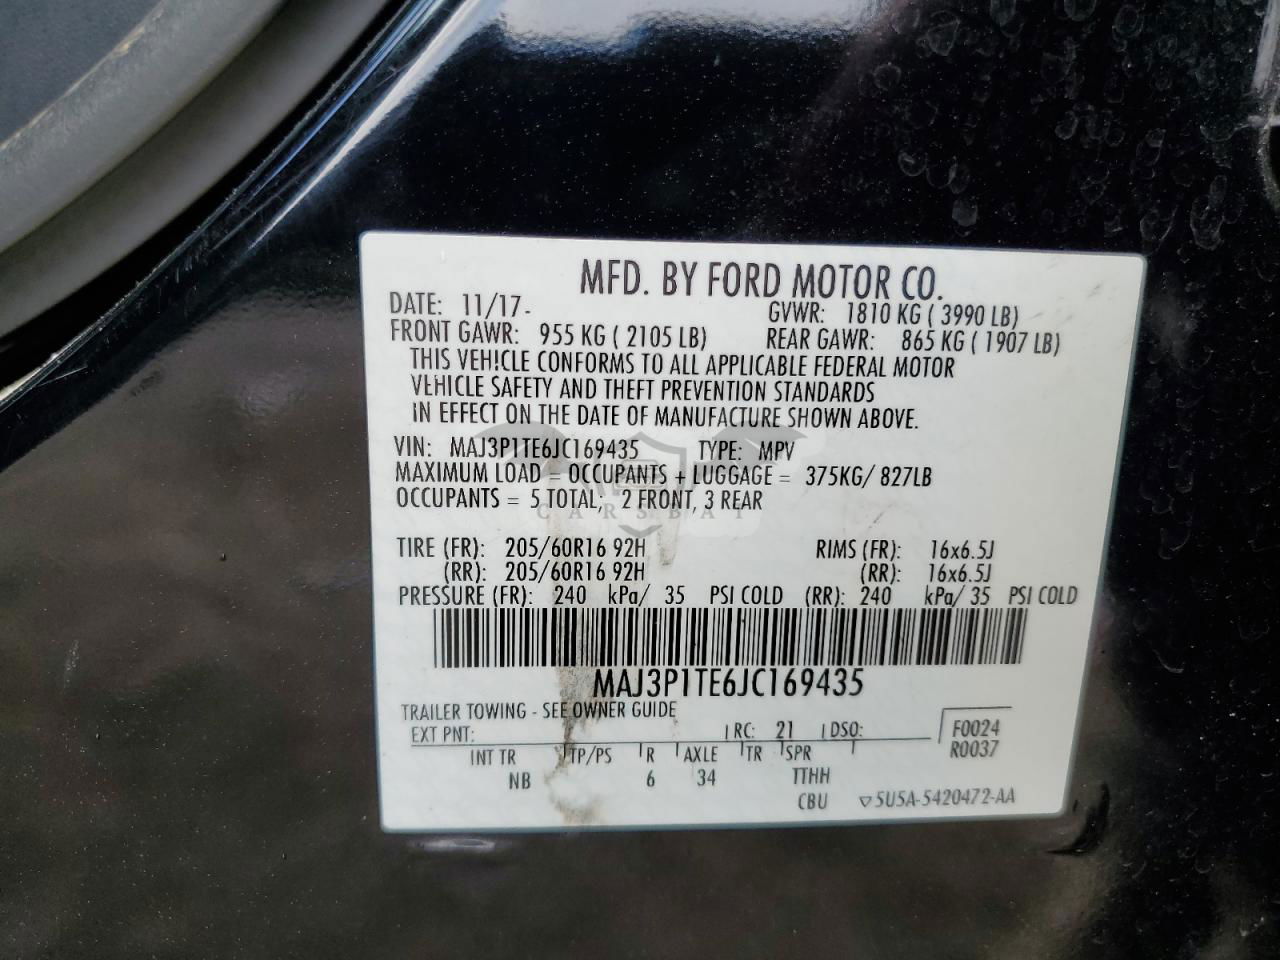 MFD. BY FORD MOTOR CO.
DATE: 11/17- GVWR: 1810 KG ( 3990 LB)
FRONT GAWR: 955 KG ( 2105 LB) REAR GAWR: 865 KG ( 1907 LB)
THIS VEHICLE CONFORMS TO ALL APPLICABLE FEDERAL MOTOR
VEHICLE SAFETY AND THEFT PREVENTION STANDARDS
IN EFFECT ON THE DATE OF MANUFACTURE SHOWN ABOVE.
VIN: MAJ3P1TE6JC169435 TYPE: MPV
MAXIMUM LOAD = OCCUPANTS + LUGGAGE = 375KG/ 827LB
OCCUPANTS = 5 TOTAL; 2 FRONT, 3 REAR
CARSBAY
TIRE (FR): 205/60R16 92H RIMS (FR): 16x6.5J
(RR): 205/60R16 92H (RR): 16x6.5J
PRESSURE (FR): 240 kPa/ 35 PSI COLD (RR): 240 kPa/ 35 PSI COLD
MAJ3P1TE6JC169435
TRAILER TOWING - SEE OWNER GUIDE
EXT PNT: RC: 21 DSO: F0024
R0037
INT TR TP/PS R AXLE TR SPR
NB 6 34 TTHH
CBU ▽5U5A-5420472-AA